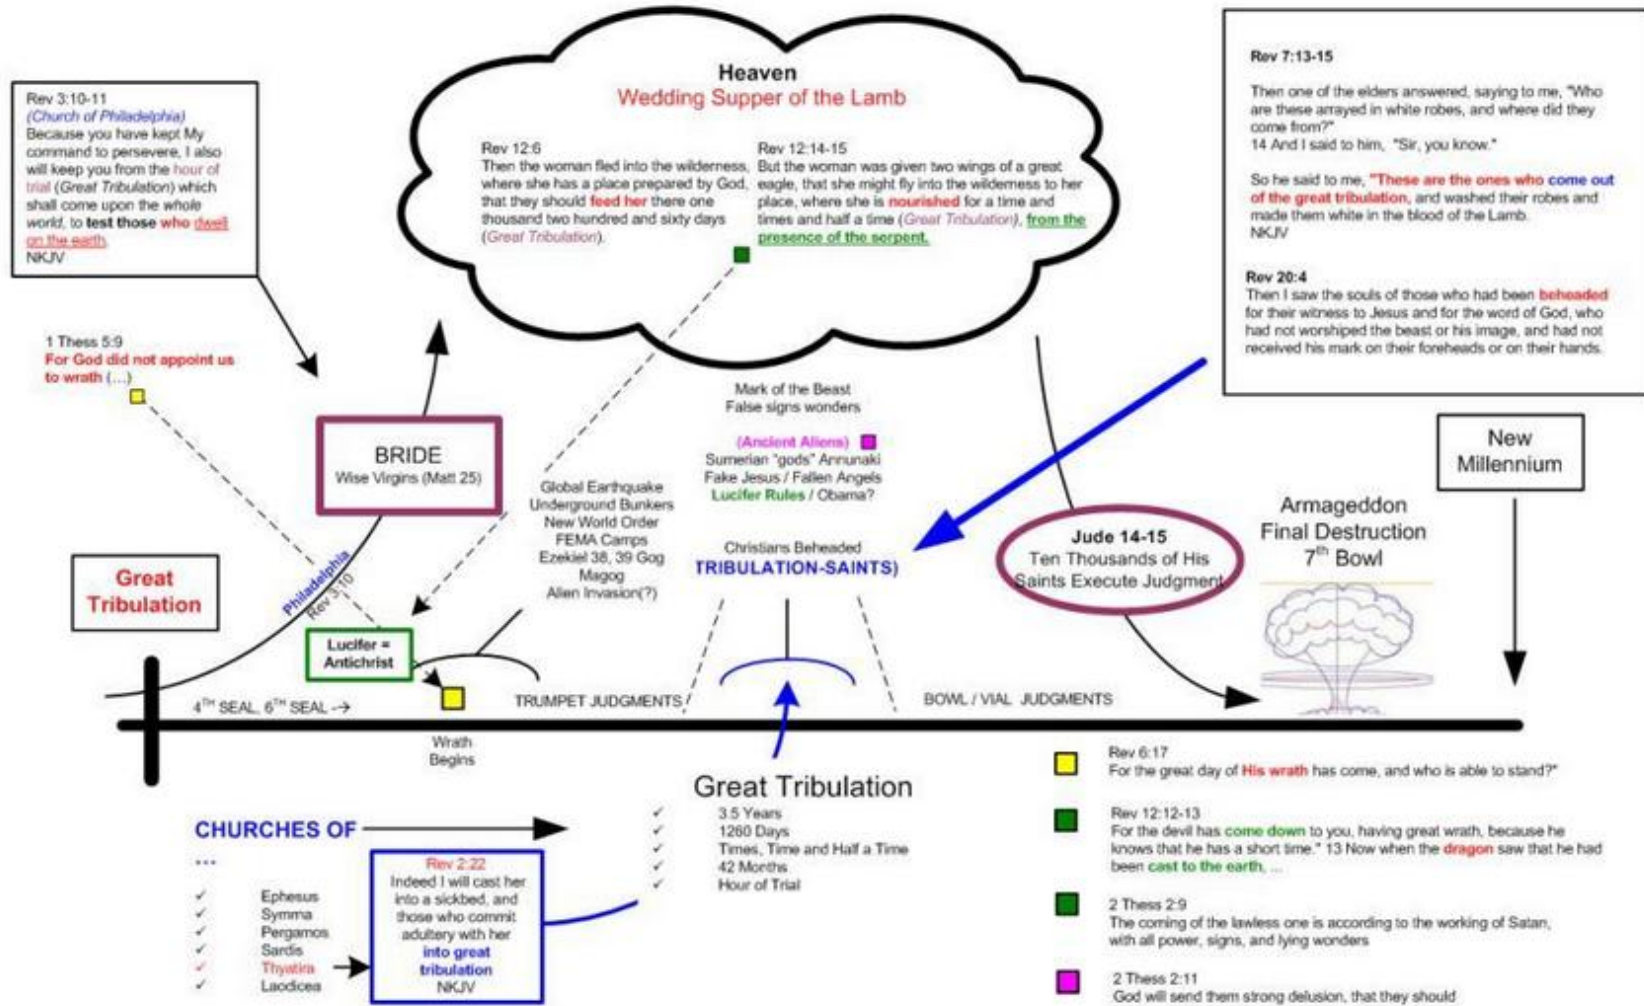 Rev 3:10-11
(Church of Philadelphia)
Because you have kept My
command to persevere, I also
will keep you from the hour of
trial (Great Tribulation) which
shall come upon the whole
world, to test those who dwell
on the earth.
NKJV
Heaven
Wedding Supper of the Lamb
Rev 12:6
Then the woman fled into the wilderness,
where she has a place prepared by God,
that they should feed her there one
thousand two hundred and sixty days
(Great Tribulation).
Rev 12:14-15
But the woman was given two wings of a great
eagle, that she might fly into the wilderness to her
place, where she is nourished for a time and
times and half a time (Great Tribulation), from the
presence of the serpent.
Rev 7:13-15
Then one of the elders answered, saying to me, "Who
are these arrayed in white robes, and where did they
come from?"
14 And I said to him, "Sir, you know."
So he said to me, "These are the ones who come out
of the great tribulation, and washed their robes and
made them white in the blood of the Lamb.
NKJV
Rev 20:4
Then I saw the souls of those who had been beheaded
for their witness to Jesus and for the word of God, who
had not worshiped the beast or his image, and had not
received his mark on their foreheads or on their hands.
1 Thess 5:9
For God did not appoint us
to wrath (...)
BRIDE
Wise Virgins (Matt 25)
Mark of the Beast
False signs wonders
(Ancient Aliens)
Sumerian "gods" Annunaki
Fake Jesus / Fallen Angels
Lucifer Rules / Obama?
Christians Beheaded
TRIBULATION-SAINTS)
Global Earthquake
Underground Bunkers
New World Order
FEMA Camps
Ezekiel 38, 39 Gog
Magog
Alien Invasion(?)
New
Millennium
Armageddon
Final Destruction
7th Bowl
Jude 14-15
Ten Thousands of His
Saints Execute Judgment
Great
Tribulation
Philadelphia
Rev 3:10
Lucifer =
Antichrist
4TH SEAL, 6TH SEAL ->
TRUMPET JUDGMENTS
BOWL / VIAL JUDGMENTS
Wrath
Begins
CHURCHES OF
...
✓ Ephesus
✓ Symma
✓ Pergamos
✓ Sardis
✓ Thyatira
✓ Laodicea
Rev 2:22
Indeed I will cast her
into a sickbed, and
those who commit
adultery with her
into great
tribulation
NKJV
Great Tribulation
✓ 3.5 Years
✓ 1260 Days
✓ Times, Time and Half a Time
✓ 42 Months
✓ Hour of Trial
Rev 6:17
For the great day of His wrath has come, and who is able to stand?"
Rev 12:12-13
For the devil has come down to you, having great wrath, because he
knows that he has a short time." 13 Now when the dragon saw that he had
been cast to the earth, ...
2 Thess 2:9
The coming of the lawless one is according to the working of Satan,
with all power, signs, and lying wonders
2 Thess 2:11
God will send them strong delusion, that they should